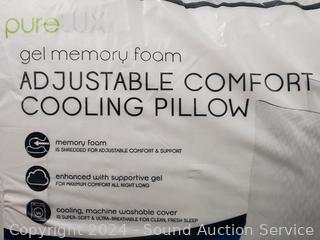 pureLUX
gel memory foam
ADJUSTABLE COMFORT
COOLING PILLOW
memory foam
IS SHREDDED FOR ADJUSTABLE COMFORT & SUPPORT
enhanced with supportive gel
FOR MAXIMUM COMFORT ALL NIGHT LONG
cooling, machine washable cover
IS SUPER-SOFT & ULTRA-BREATHABLE FOR CLEAN, FRESH SLEEP
Copyright 2024 - Sound Auction Service